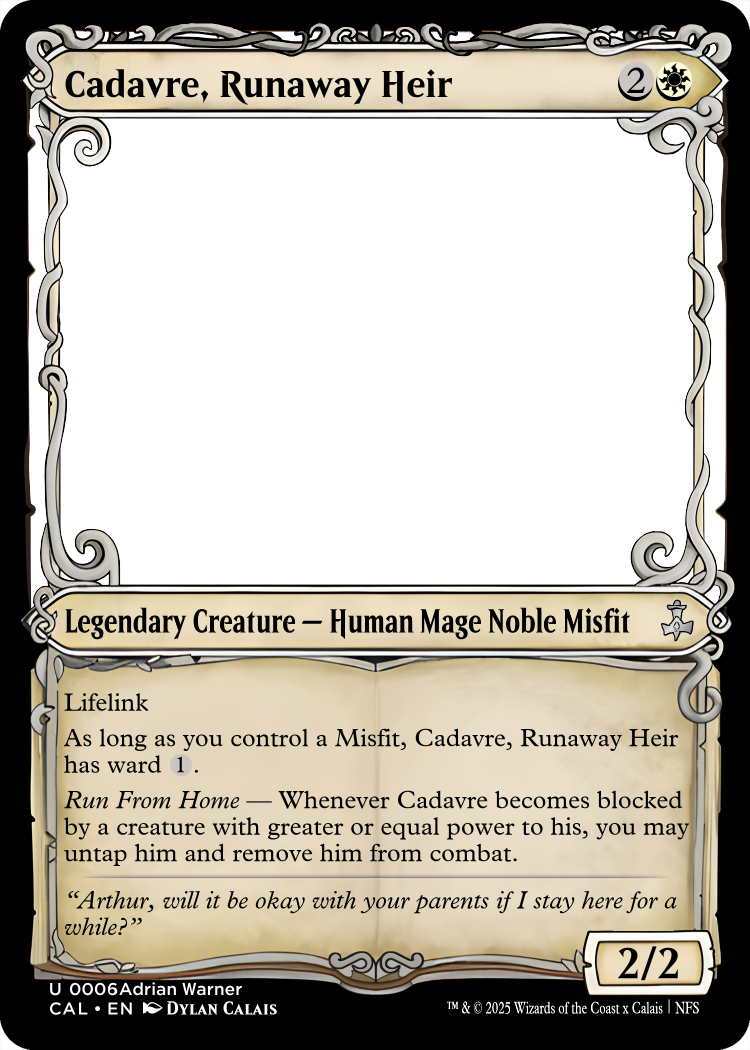 Cadavre, Runaway Heir 2
Legendary Creature — Human Mage Noble Misfit
Lifelink
As long as you control a Misfit, Cadavre, Runaway Heir
has ward 1.
Run From Home — Whenever Cadavre becomes blocked
by a creature with greater or equal power to his, you may
untap him and remove him from combat.
“Arthur, will it be okay with your parents if I stay here for a
while?”
2/2
U 0006Adrian Warner
CAL • EN Dylan Calais
™ & © 2025 Wizards of the Coast x Calais | NFS